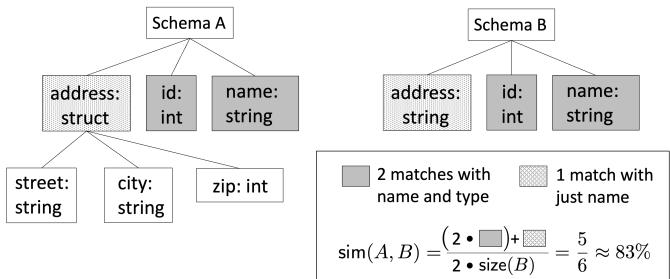 Schema A
address: struct
id: int
name: string
street: string
city: string
zip: int
Schema B
address: string
id: int
name: string
2 matches with name and type
1 match with just name
sim(A, B) = (2 • )+ / 2 • size(B) = 5/6 ≈ 83%